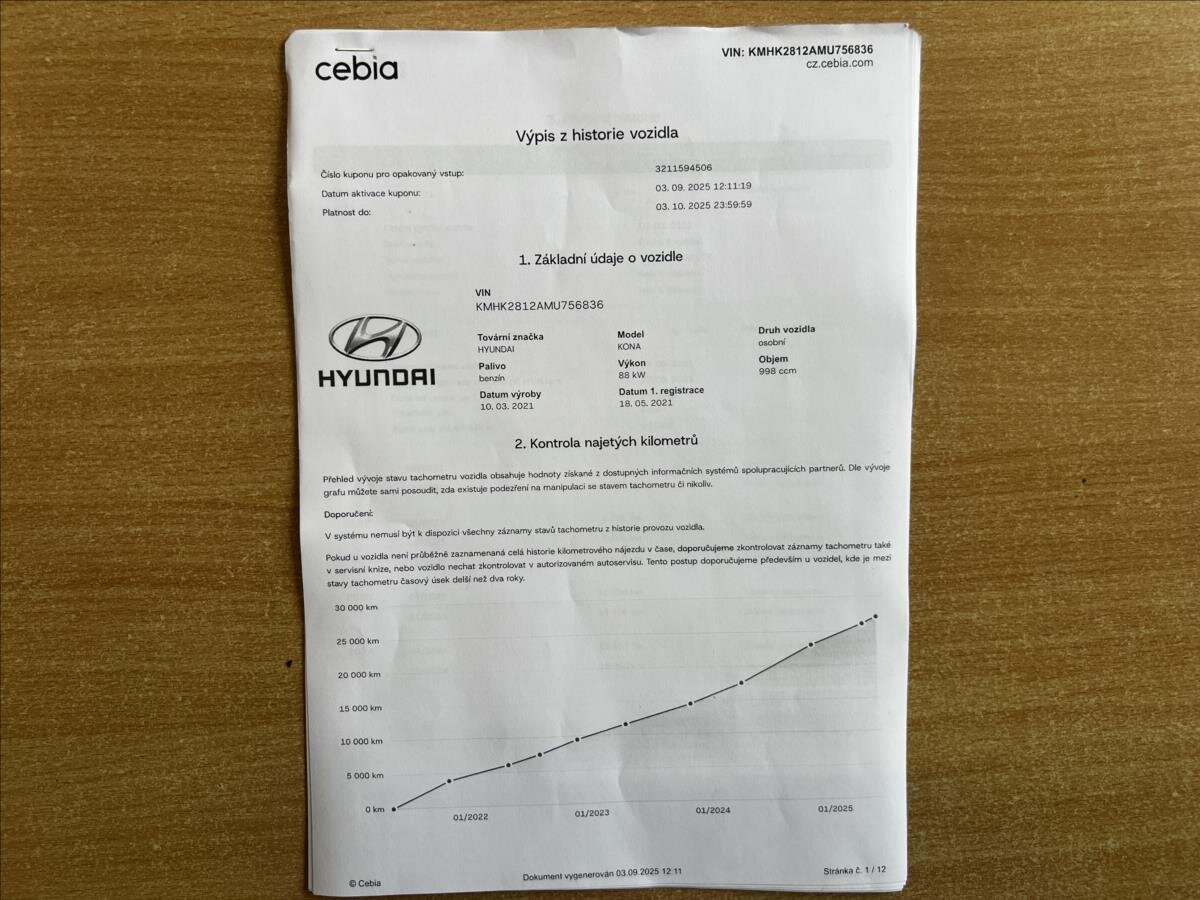 cebia
VIN: KMHK2812AMU756836
cz.cebia.com
Výpis z historie vozidla
Číslo kuponu pro opakovaný vstup: 3211594506
Datum aktivace kuponu: 03. 09. 2025 12:11:19
Platnost do: 03. 10. 2025 23:59:59
1. Základní údaje o vozidle
VIN
KMHK2812AMU756836
HYUNDAI
Tovární značka Model Druh vozidla
HYUNDAI KONA osobní
Palivo Výkon Objem
benzín 88 kW 998 ccm
Datum výroby Datum 1. registrace
10. 03. 2021 18. 05. 2021
2. Kontrola najetých kilometrů
Přehled vývoje stavu tachometru vozidla obsahuje hodnoty získané z dostupných informačních systémů spolupracujících partnerů. Dle vývoje
grafu můžete sami posoudit, zda existuje podezření na manipulaci se stavem tachometru či nikoliv.
Doporučení:
V systému nemusí být k dispozici všechny záznamy stavů tachometru z historie provozu vozidla.
Pokud u vozidla není průběžně zaznamenaná celá historie kilometrového nájezdu v čase, doporučujeme zkontrolovat záznamy tachometru také
v servisní knize, nebo vozidlo nechat zkontrolovat v autorizovaném autoservisu. Tento postup doporučujeme především u vozidel, kde je mezi
stavy tachometru časový úsek delší než dva roky.
30 000 km
25 000 km
20 000 km
15 000 km
10 000 km
5 000 km
0 km
01/2022 01/2023 01/2024 01/2025
© Cebia
Dokument vygenerován 03.09.2025 12:11
Stránka č. 1 / 12